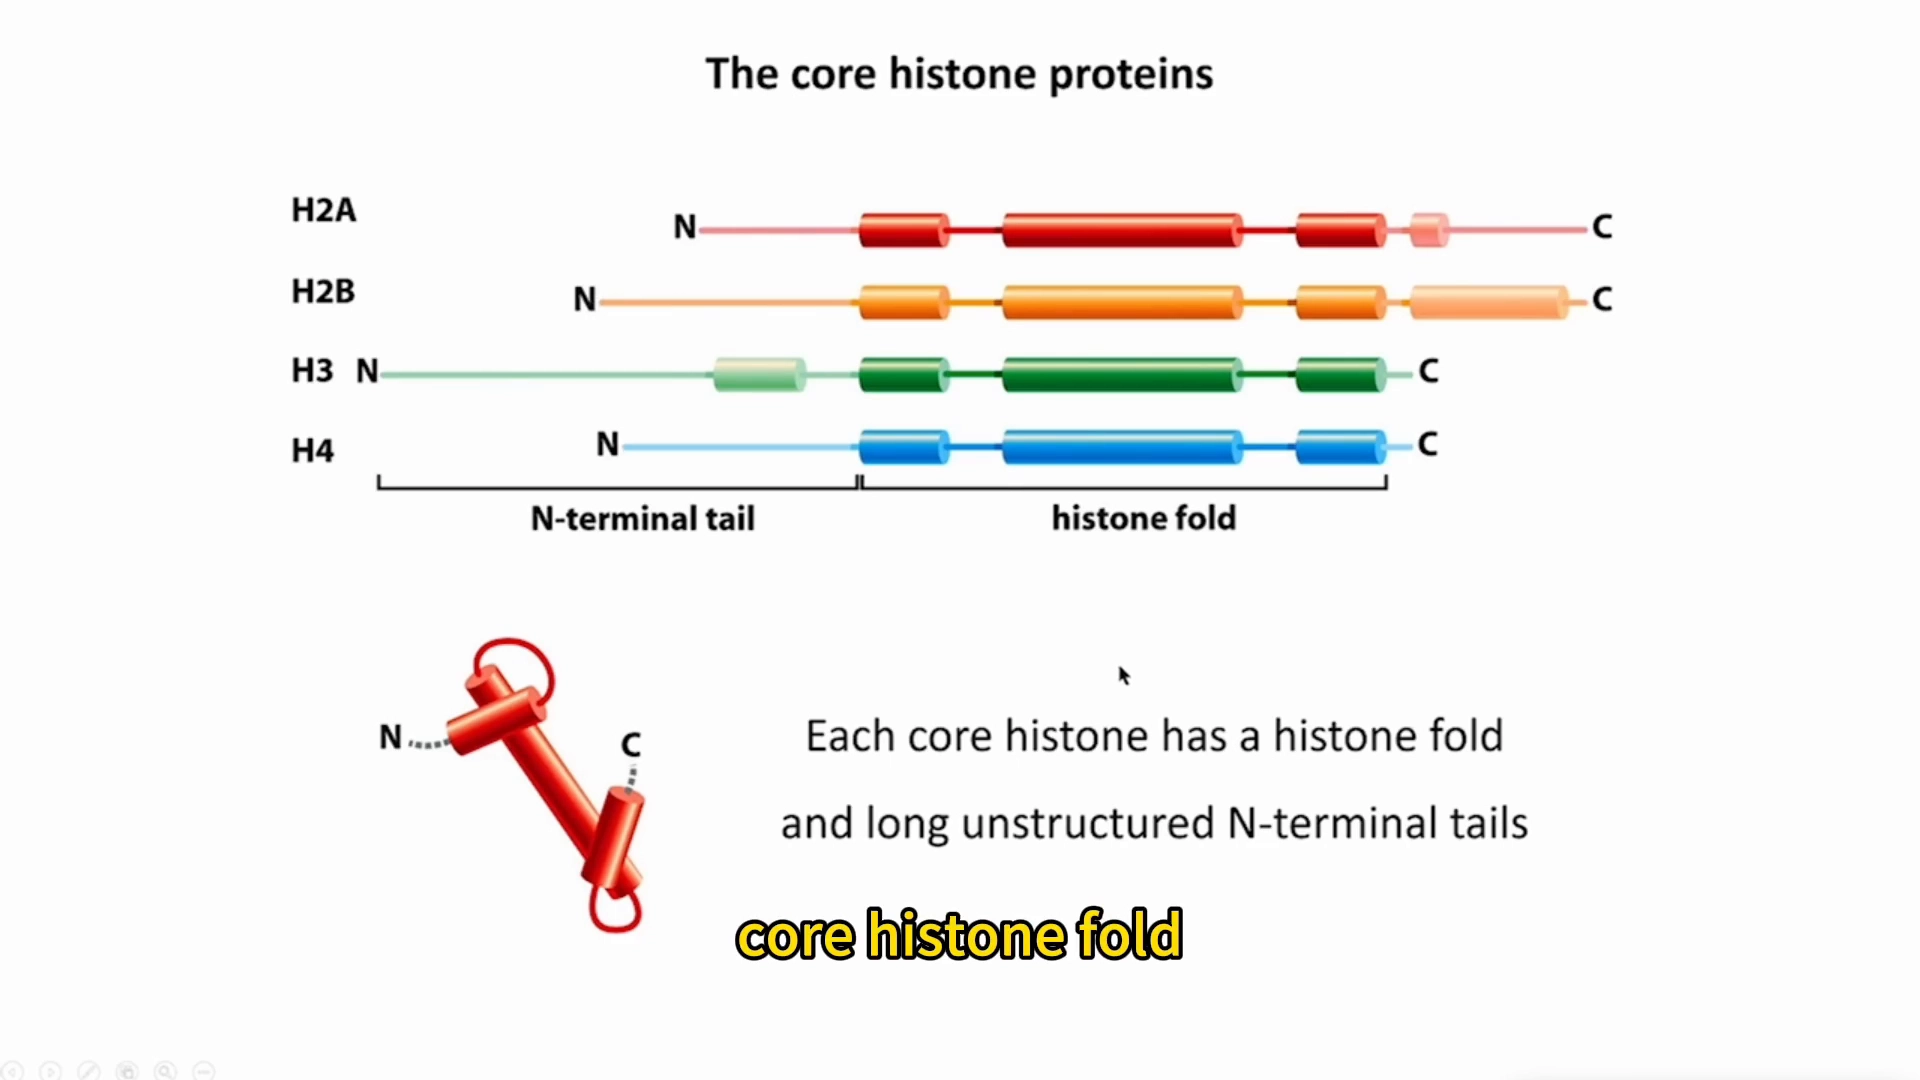 The core histone proteins
H2A N C
H2B N C
H3 N C
H4 N C
N-terminal tail histone fold
N C
Each core histone has a histone fold
and long unstructured N-terminal tails
core histone fold